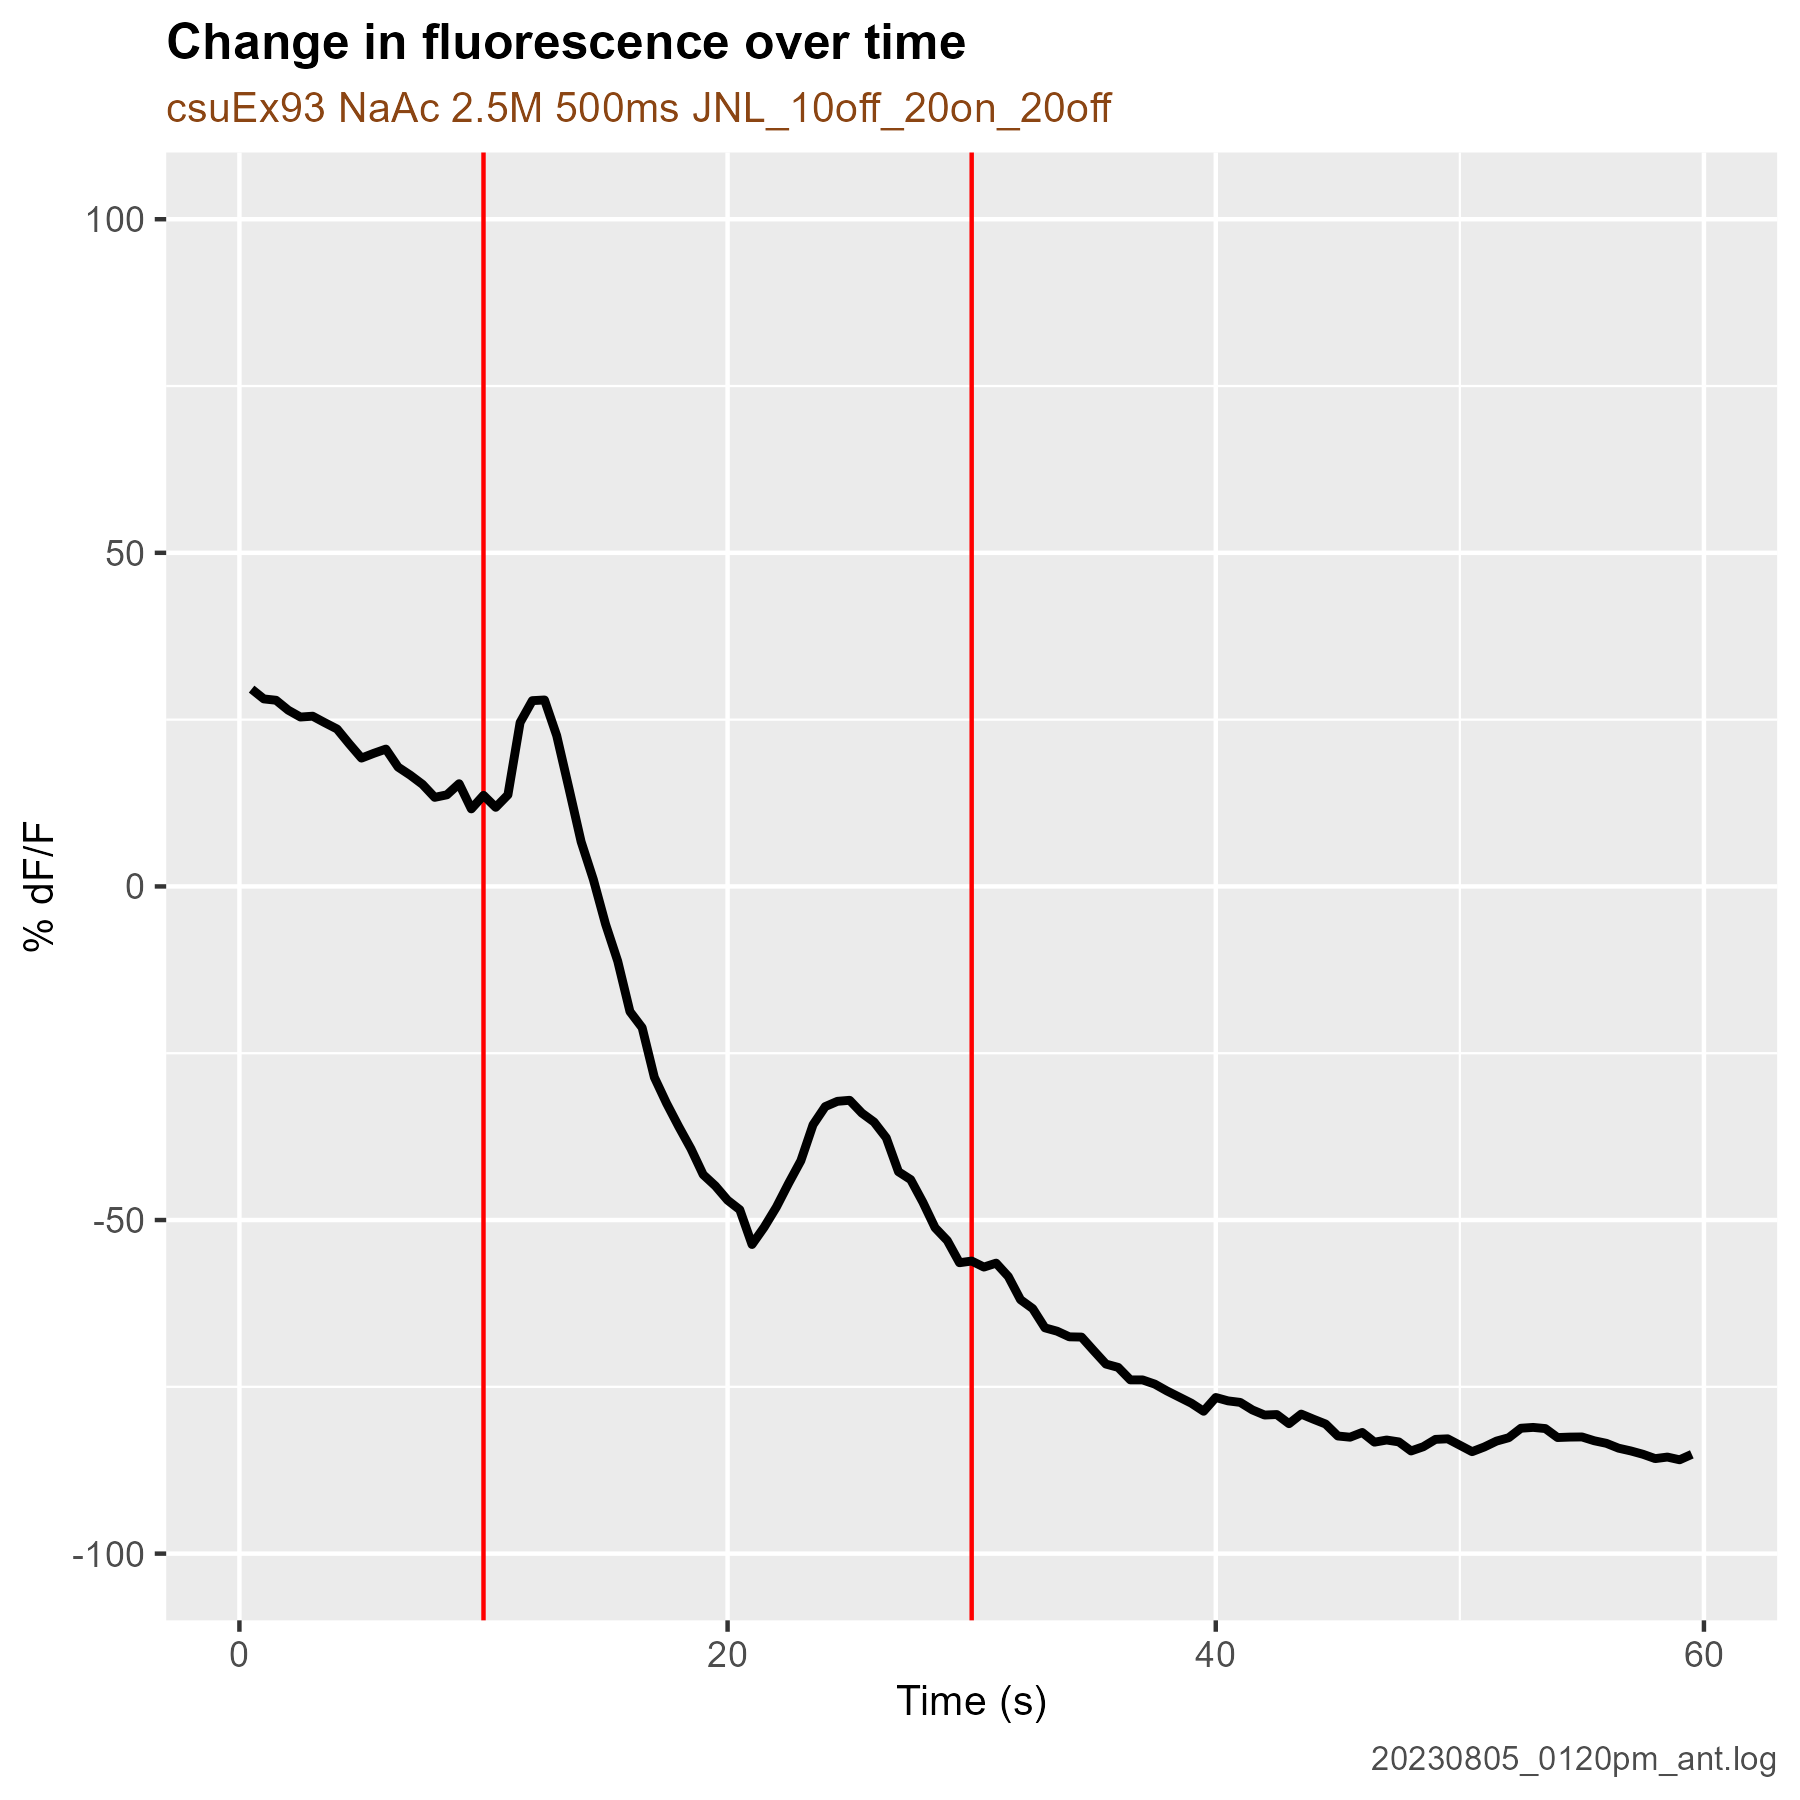 Change in fluorescence over time
csuEx93 NaAc 2.5M 500ms JNL_10off_20on_20off
100
50
0
-50
-100
% dF/F
0 20 40 60
Time (s)
20230805_0120pm_ant.log